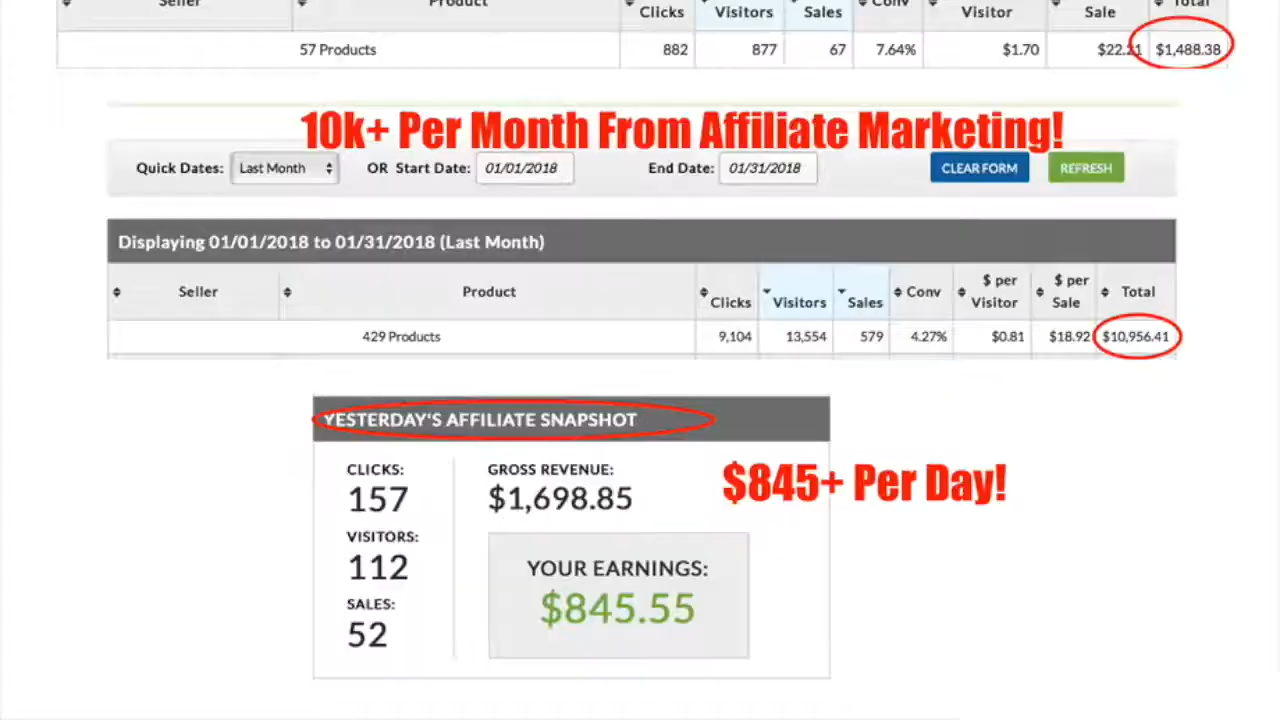 Seller Product Clicks Visitors Sales Conv Visitor Sale Total
57 Products 882 877 67 7.64% $1.70 $22.21 $1,488.38
10k+ Per Month From Affiliate Marketing!
Quick Dates: Last Month OR Start Date: 01/01/2018 End Date: 01/31/2018 CLEAR FORM REFRESH
Displaying 01/01/2018 to 01/31/2018 (Last Month)
Seller Product Clicks Visitors Sales Conv $ per Visitor $ per Sale Total
429 Products 9,104 13,554 579 4.27% $0.81 $18.92 $10,956.41
YESTERDAY'S AFFILIATE SNAPSHOT
CLICKS:
157
VISITORS:
112
SALES:
52
GROSS REVENUE:
$1,698.85
YOUR EARNINGS:
$845.55
$845+ Per Day!